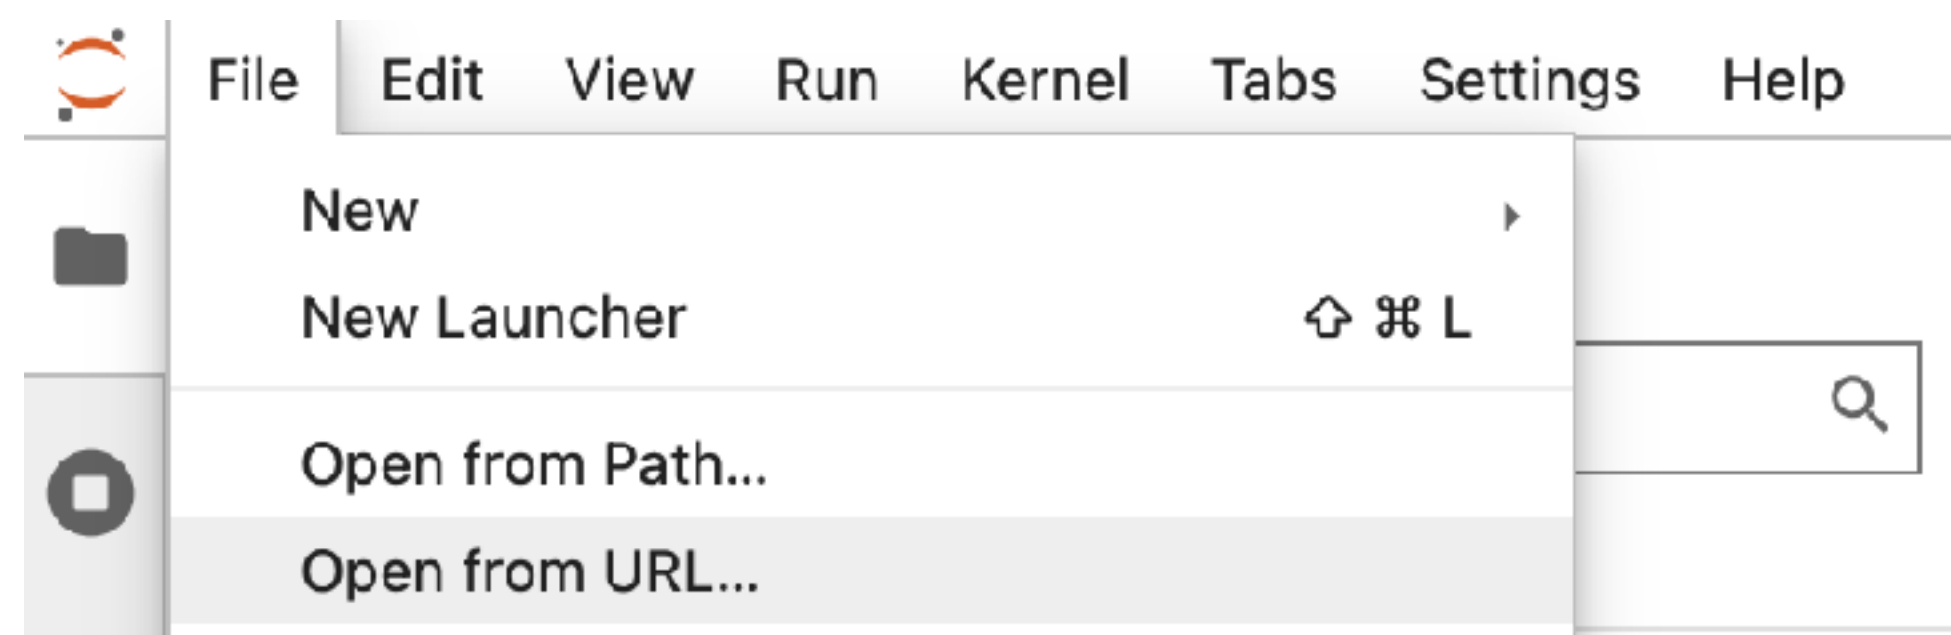 File Edit View Run Kernel Tabs Settings Help
New
New Launcher ⇧ ⌘ L
Open from Path...
Open from URL...